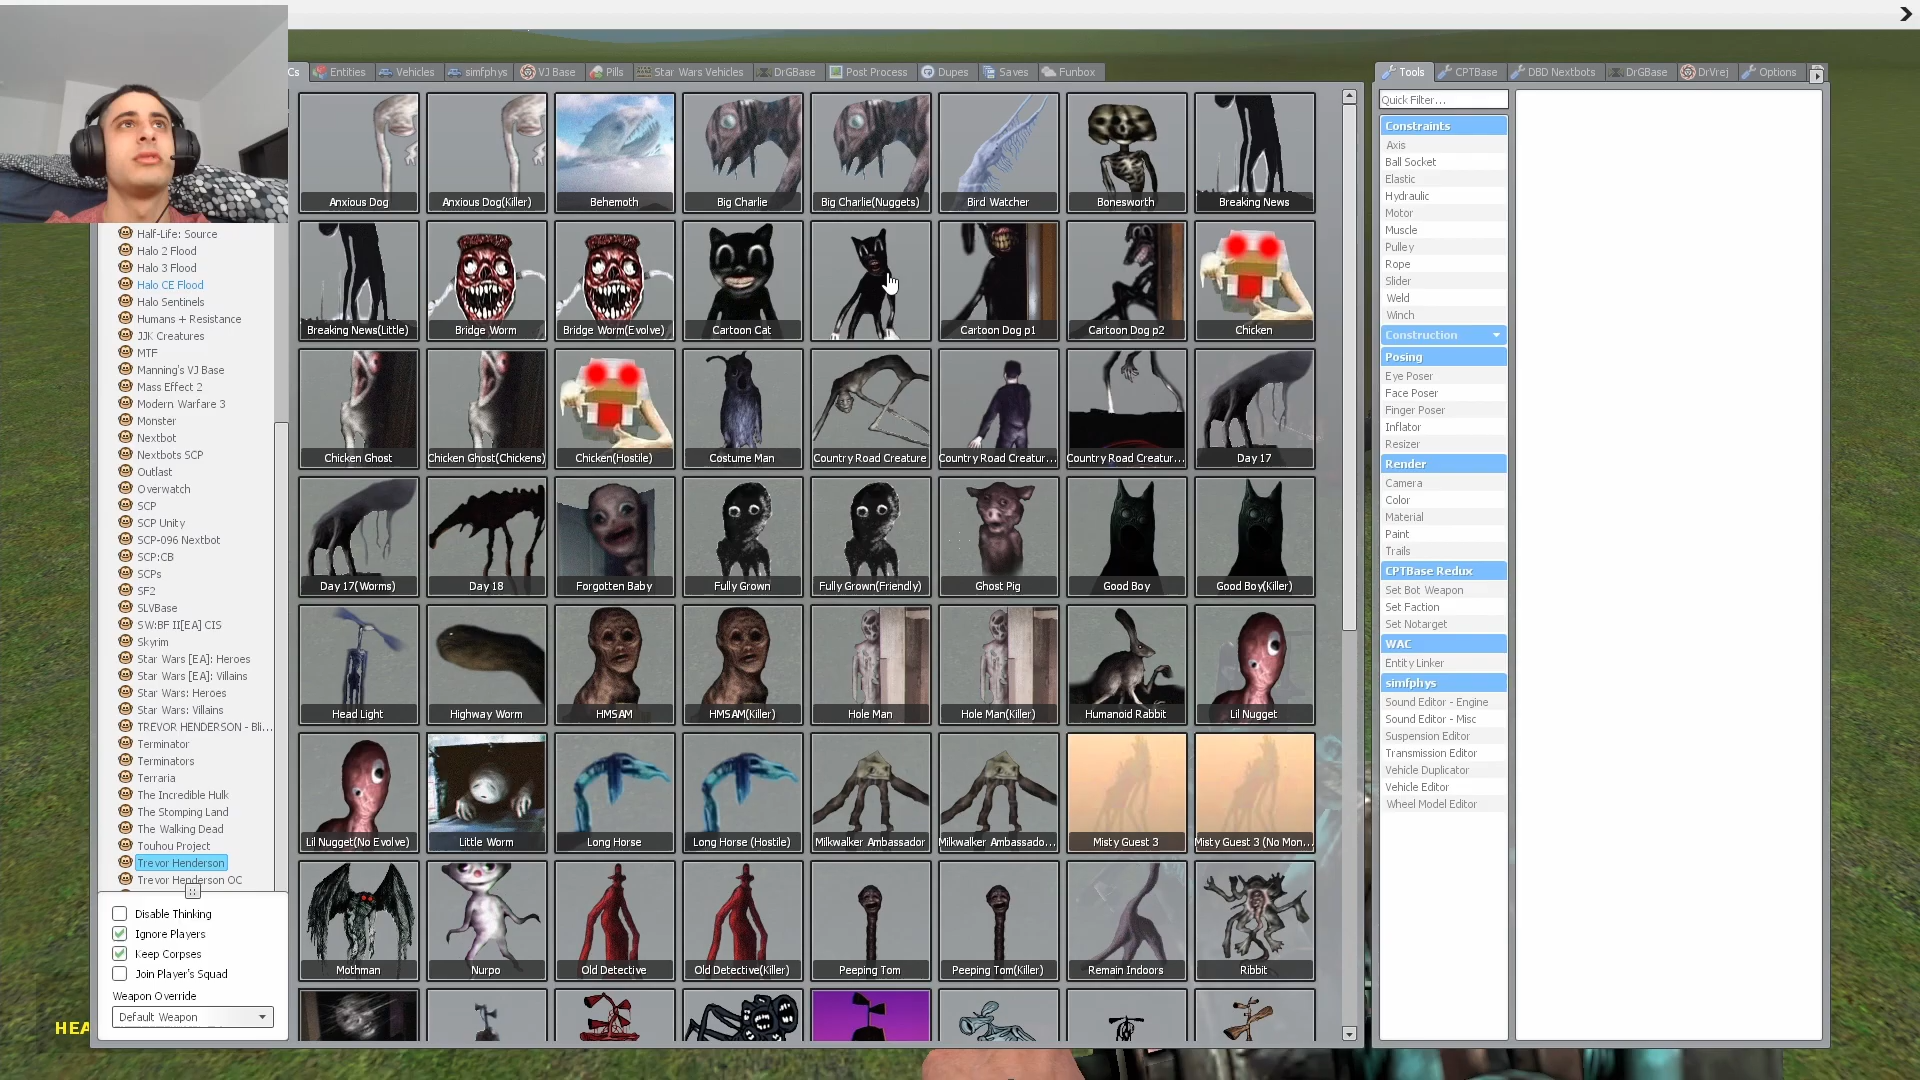 Cs
Entities
Vehicles
simfphys
VJ Base
Pills
Star Wars Vehicles
DrGBase
Post Process
Dupes
Saves
Funbox
Half-Life: Source
Halo 2 Flood
Halo 3 Flood
Halo CE Flood
Halo Sentinels
Humans + Resistance
JJK Creatures
MTF
Manning's VJ Base
Mass Effect 2
Modern Warfare 3
Monster
Nextbot
Nextbots SCP
Outlast
Overwatch
SCP
SCP Unity
SCP-096 Nextbot
SCP:CB
SCPs
SF2
SLVBase
SW:BF II[EA] CIS
Skyrim
Star Wars [EA]: Heroes
Star Wars [EA]: Villains
Star Wars: Heroes
Star Wars: Villains
TREVOR HENDERSON - Bli...
Terminator
Terminators
Terraria
The Incredible Hulk
The Stomping Land
The Walking Dead
Touhou Project
Trevor Henderson
Trevor Henderson OC
Disable Thinking
Ignore Players
Keep Corpses
Join Player's Squad
Weapon Override
Default Weapon
HEA
Anxious Dog
Anxious Dog(Killer)
Behemoth
Big Charlie
Big Charlie(Nuggets)
Bird Watcher
Bonesworth
Breaking News
Breaking News(Little)
Bridge Worm
Bridge Worm(Evolve)
Cartoon Cat
Cartoon Dog p1
Cartoon Dog p2
Chicken
Chicken Ghost
Chicken Ghost(Chickens)
Chicken(Hostile)
Costume Man
Country Road Creature
Country Road Creatur...
Country Road Creatur...
Day 17
Day 17(Worms)
Day 18
Forgotten Baby
Fully Grown
Fully Grown(Friendly)
Ghost Pig
Good Boy
Good Boy(Killer)
Head Light
Highway Worm
HMSAM
HMSAM(Killer)
Hole Man
Hole Man(Killer)
Humanoid Rabbit
Lil Nugget
Lil Nugget(No Evolve)
Little Worm
Long Horse
Long Horse (Hostile)
Milkwalker Ambassador
Milkwalker Ambassado...
Misty Guest 3
Misty Guest 3 (No Mon...
Mothman
Nurpo
Old Detective
Old Detective(Killer)
Peeping Tom
Peeping Tom(Killer)
Remain Indoors
Ribbit
Tools
CPTBase
DBD Nextbots
DrGBase
DrVrej
Options
Quick Filter...
Constraints
Axis
Ball Socket
Elastic
Hydraulic
Motor
Muscle
Pulley
Rope
Slider
Weld
Winch
Construction
Posing
Eye Poser
Face Poser
Finger Poser
Inflator
Resizer
Render
Camera
Color
Material
Paint
Trails
CPTBase Redux
Set Bot Weapon
Set Faction
Set Notarget
WAC
Entity Linker
simfphys
Sound Editor - Engine
Sound Editor - Misc
Suspension Editor
Transmission Editor
Vehicle Duplicator
Vehicle Editor
Wheel Model Editor